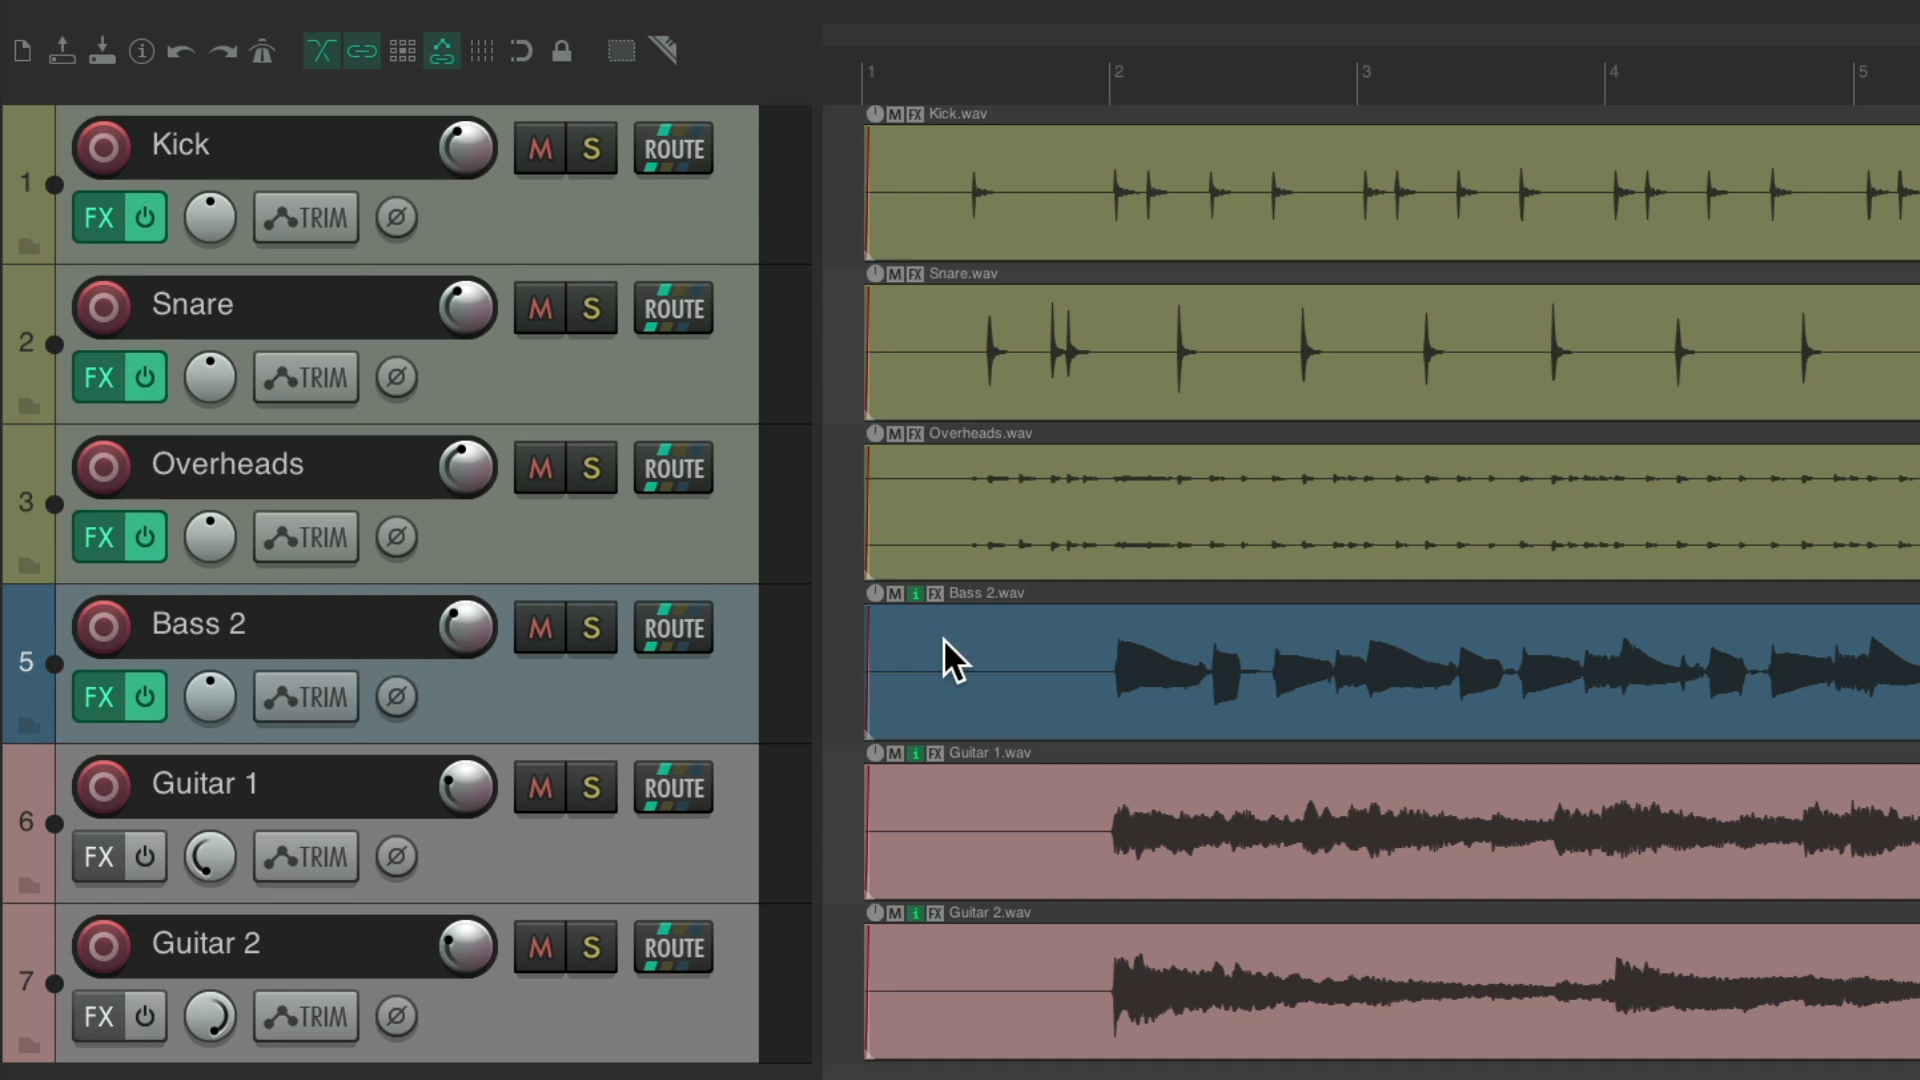 1 2 3 4 5
1 Kick M S ROUTE
FX TRIM
M FX Kick.wav
2 Snare M S ROUTE
FX TRIM
M FX Snare.wav
3 Overheads M S ROUTE
FX TRIM
M FX Overheads.wav
5 Bass 2 M S ROUTE
FX TRIM
M i FX Bass 2.wav
6 Guitar 1 M S ROUTE
FX TRIM
M i FX Guitar 1.wav
7 Guitar 2 M S ROUTE
FX TRIM
M i FX Guitar 2.wav